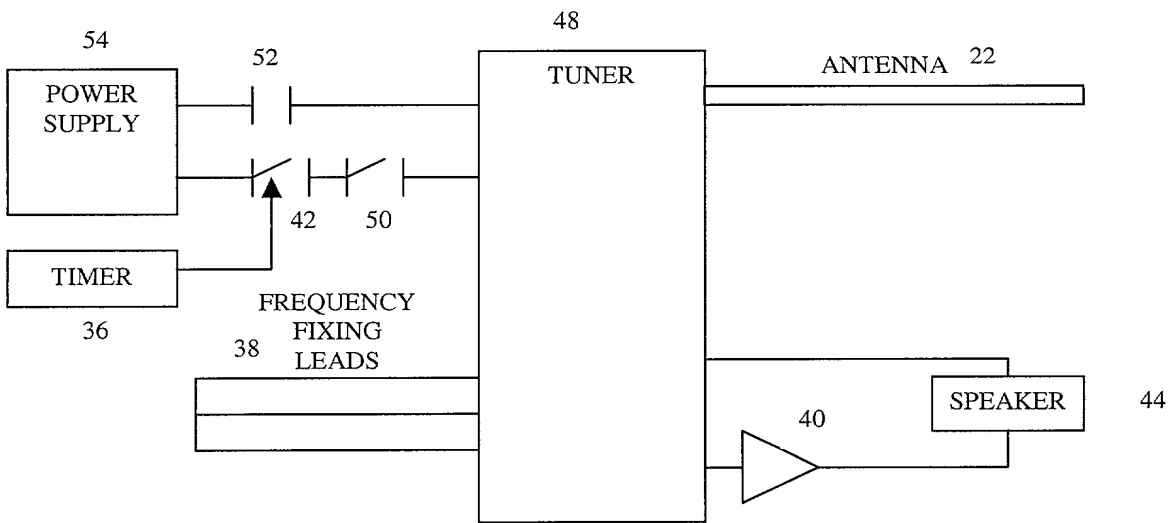 48
54
52
TUNER
ANTENNA 22
POWER
SUPPLY
42
50
TIMER
36
FREQUENCY
FIXING
LEADS
38
SPEAKER
44
40